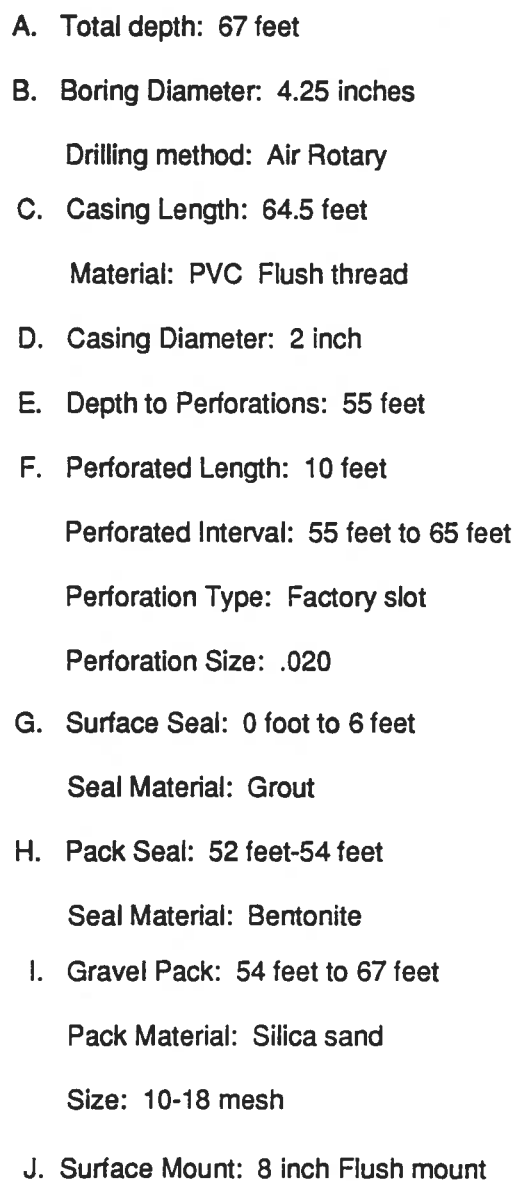 A. Total depth: 67 feet
B. Boring Diameter: 4.25 inches
Drilling method: Air Rotary
C. Casing Length: 64.5 feet
Material: PVC Flush thread
D. Casing Diameter: 2 inch
E. Depth to Perforations: 55 feet
F. Perforated Length: 10 feet
Perforated Interval: 55 feet to 65 feet
Perforation Type: Factory slot
Perforation Size: .020
G. Surface Seal: 0 foot to 6 feet
Seal Material: Grout
H. Pack Seal: 52 feet-54 feet
Seal Material: Bentonite
I. Gravel Pack: 54 feet to 67 feet
Pack Material: Silica sand
Size: 10-18 mesh
J. Surface Mount: 8 inch Flush mount